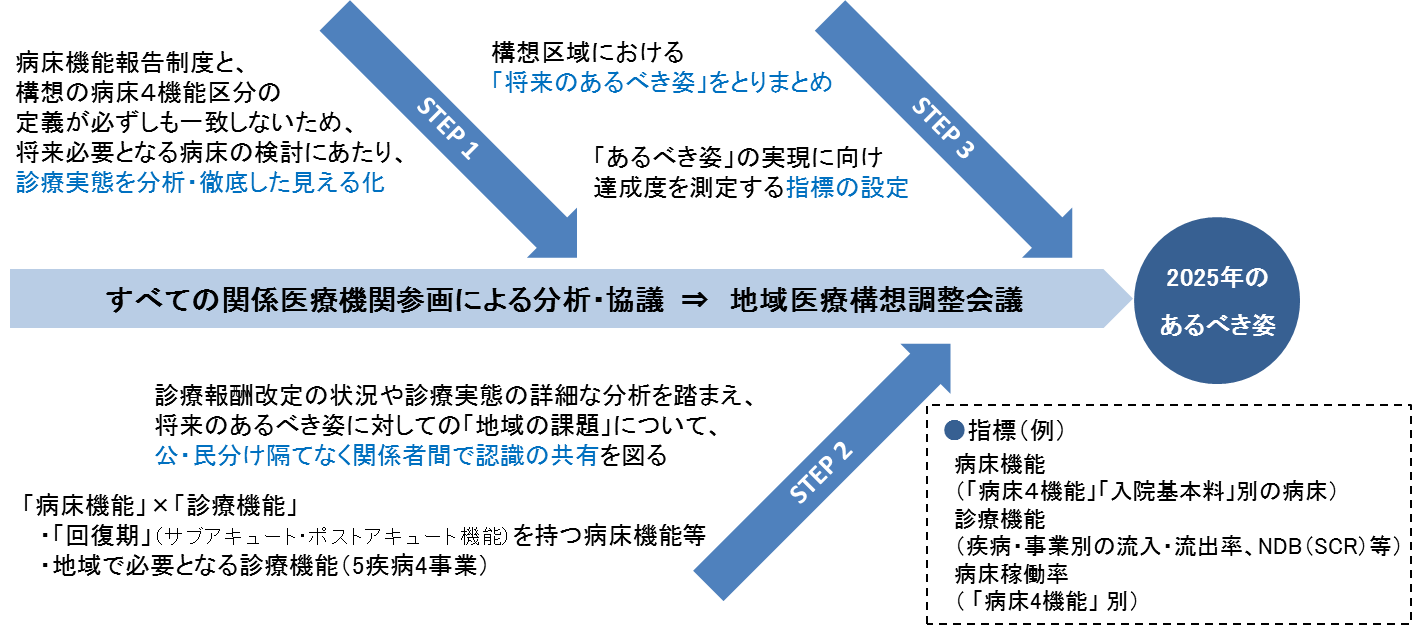 病床機能報告制度と、
構想の病床４機能区分の
定義が必ずしも一致しないため、
将来必要となる病床の検討にあたり、
診療実態を分析・徹底した見える化
STEP 1
構想区域における
「将来のあるべき姿」をとりまとめ
「あるべき姿」の実現に向け
達成度を測定する指標の設定
STEP 3
すべての関係医療機関参画による分析・協議 ⇒ 地域医療構想調整会議
2025年の
あるべき姿
診療報酬改定の状況や診療実態の詳細な分析を踏まえ、
将来のあるべき姿に対しての「地域の課題」について、
公・民分け隔てなく関係者間で認識の共有を図る
STEP 2
「病床機能」×「診療機能」
・「回復期」（サブアキュート・ポストアキュート機能）を持つ病床機能等
・地域で必要となる診療機能（5疾病4事業）
●指標（例）
病床機能
（「病床４機能」「入院基本料」別の病床）
診療機能
（疾病・事業別の流入・流出率、NDB（SCR）等）
病床稼働率
（「病床4機能」別）